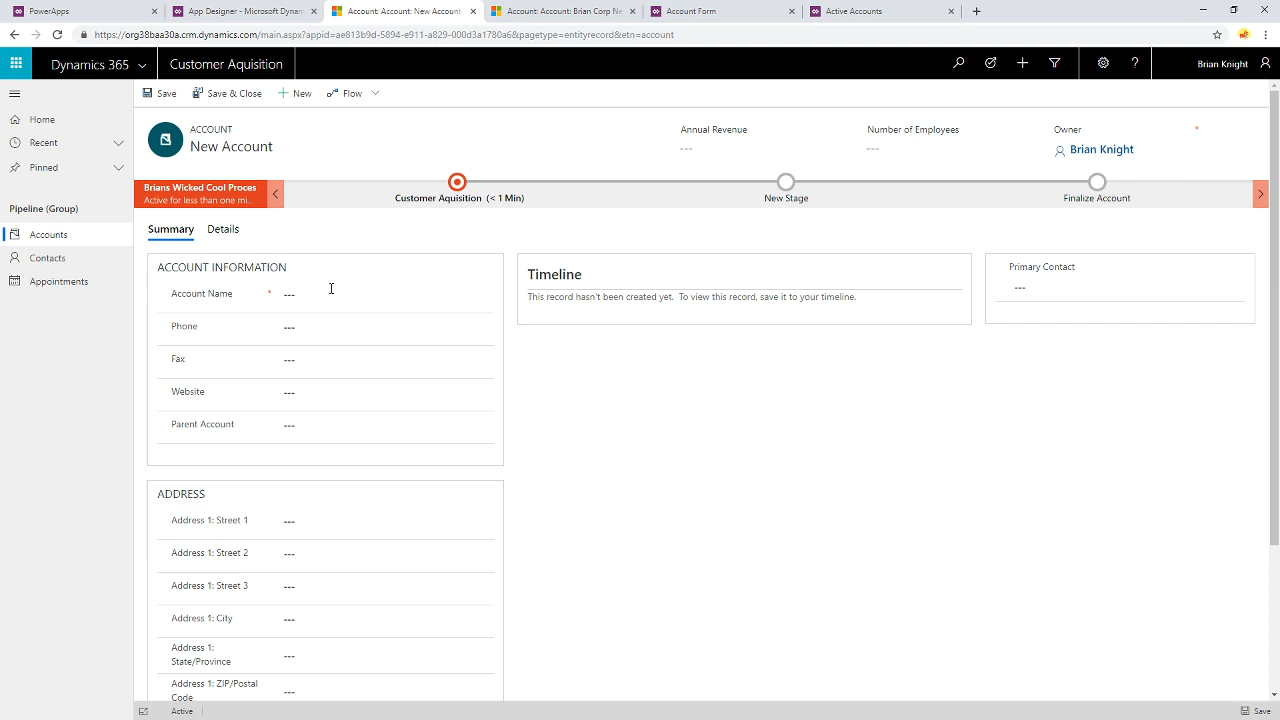 PowerApps
App Designer - Microsoft Dynam
Account: Account: New Account
Account: Account: Brian Corp Ne
Account Form
Active Accounts
https://org38baa30a.crm.dynamics.com/main.aspx?appid=ae813b9d-5894-e911-a829-000d3a1780a6&pagetype=entityrecord&etn=account
Dynamics 365
Customer Aquisition
Brian Knight
Save
Save & Close
New
Flow
Home
Recent
Pinned
Pipeline (Group)
Accounts
Contacts
Appointments
ACCOUNT
New Account
Annual Revenue
---
Number of Employees
---
Owner *
Brian Knight
Brians Wicked Cool Proces
Active for less than one mi...
Customer Aquisition (< 1 Min)
New Stage
Finalize Account
Summary
Details
ACCOUNT INFORMATION
Account Name * ---
Phone ---
Fax ---
Website ---
Parent Account ---
Timeline
This record hasn't been created yet. To view this record, save it to your timeline.
Primary Contact
---
ADDRESS
Address 1: Street 1 ---
Address 1: Street 2 ---
Address 1: Street 3 ---
Address 1: City ---
Address 1:
State/Province ---
Address 1: ZIP/Postal
Code ---
Active
Save